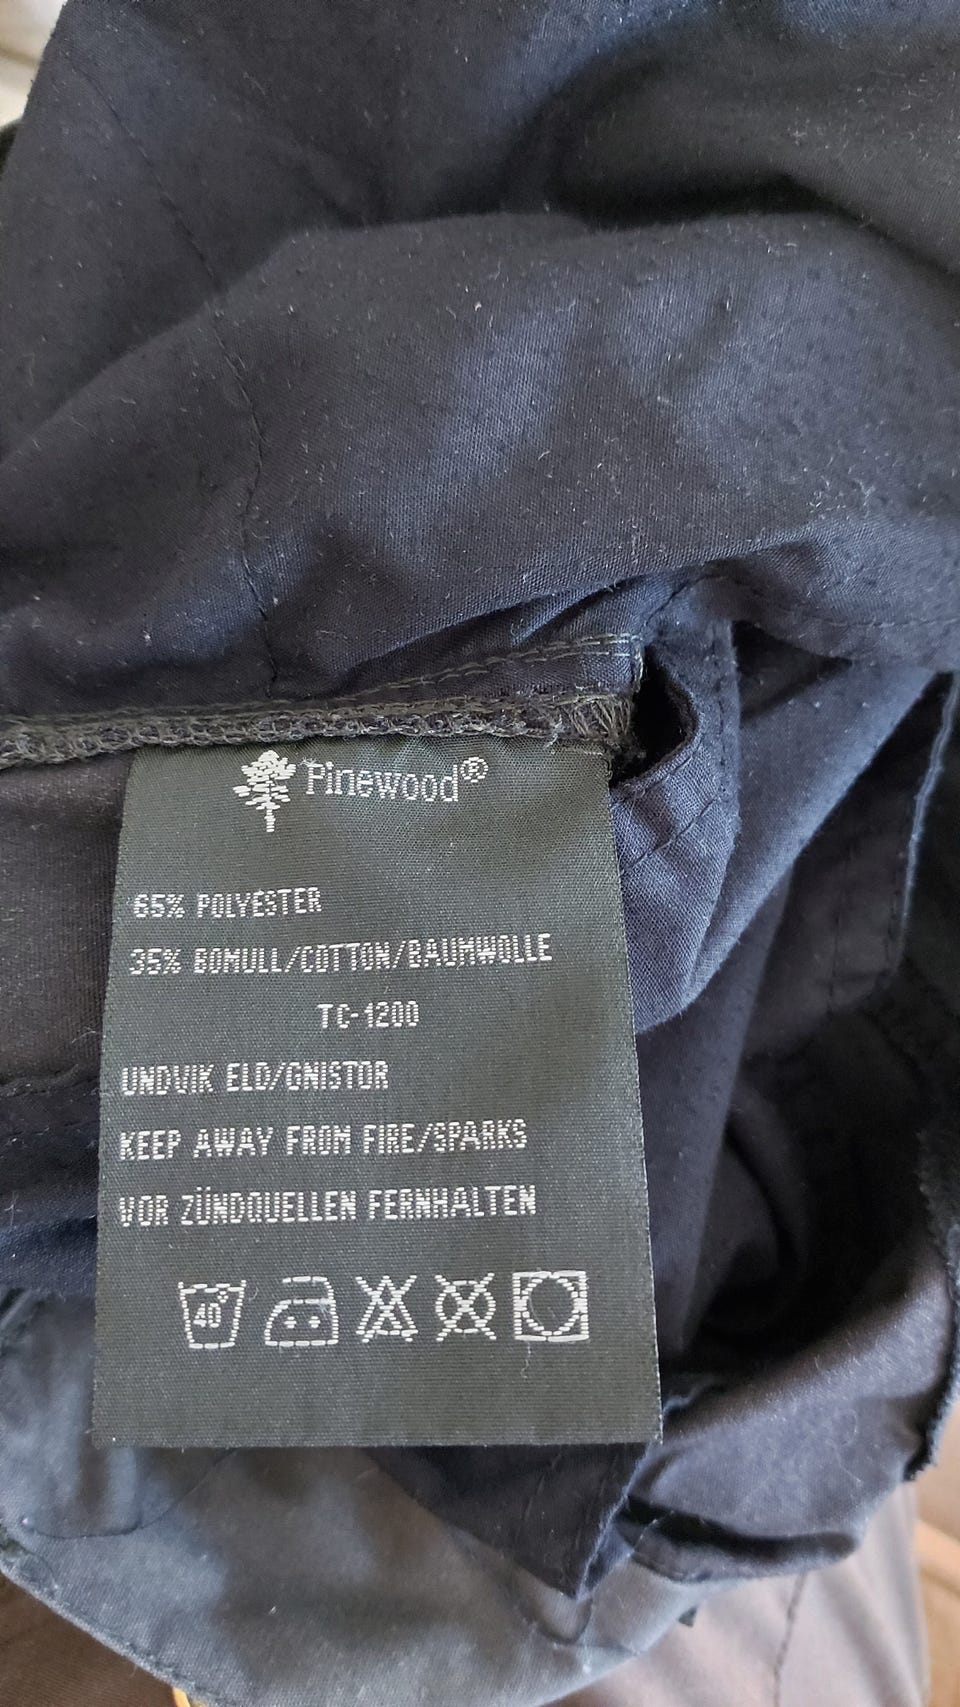 Pinewood®
65% POLYESTER
35% BOMULL/COTTON/BAUMWOLLE
TC-1200
UNDVIK ELD/GNISTOR
KEEP AWAY FROM FIRE/SPARKS
VOR ZÜNDQUELLEN FERNHALTEN
40°